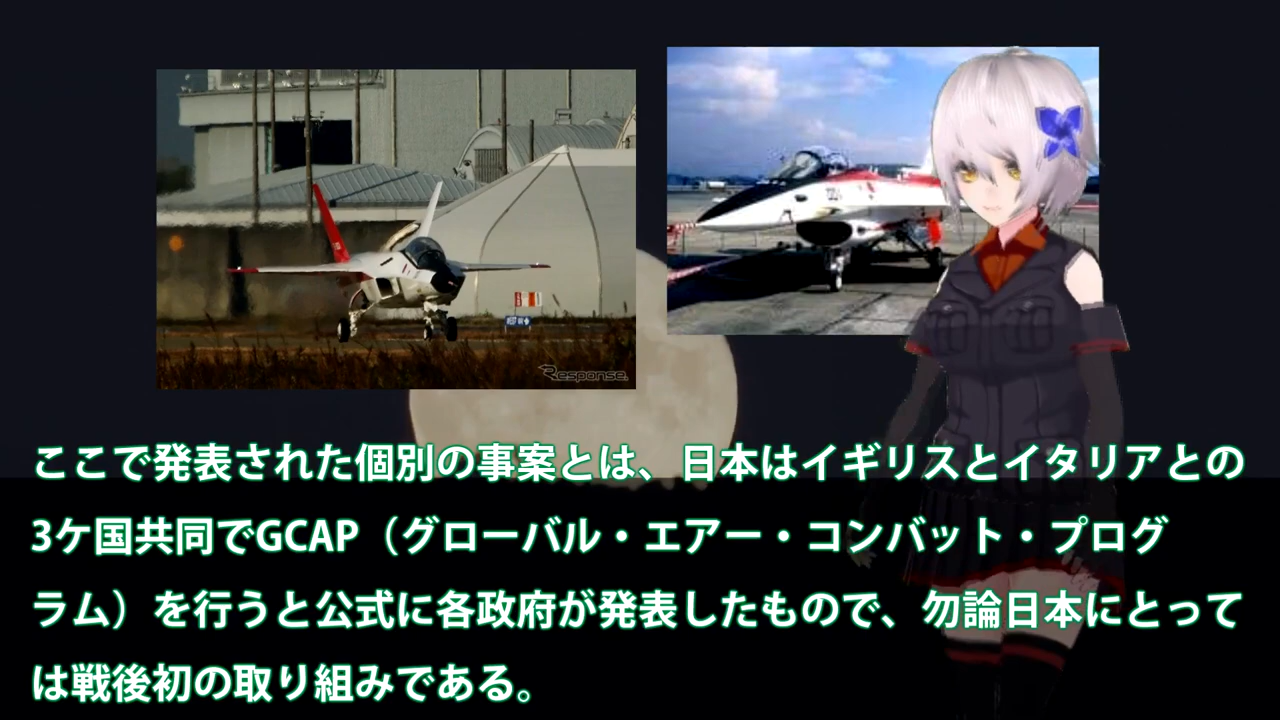 Response.
ここで発表された個別の事案とは、日本はイギリスとイタリアとの
3ケ国共同でGCAP（グローバル・エアー・コンバット・プログ
ラム）を行うと公式に各政府が発表したもので、勿論日本にとって
は戦後初の取り組みである。